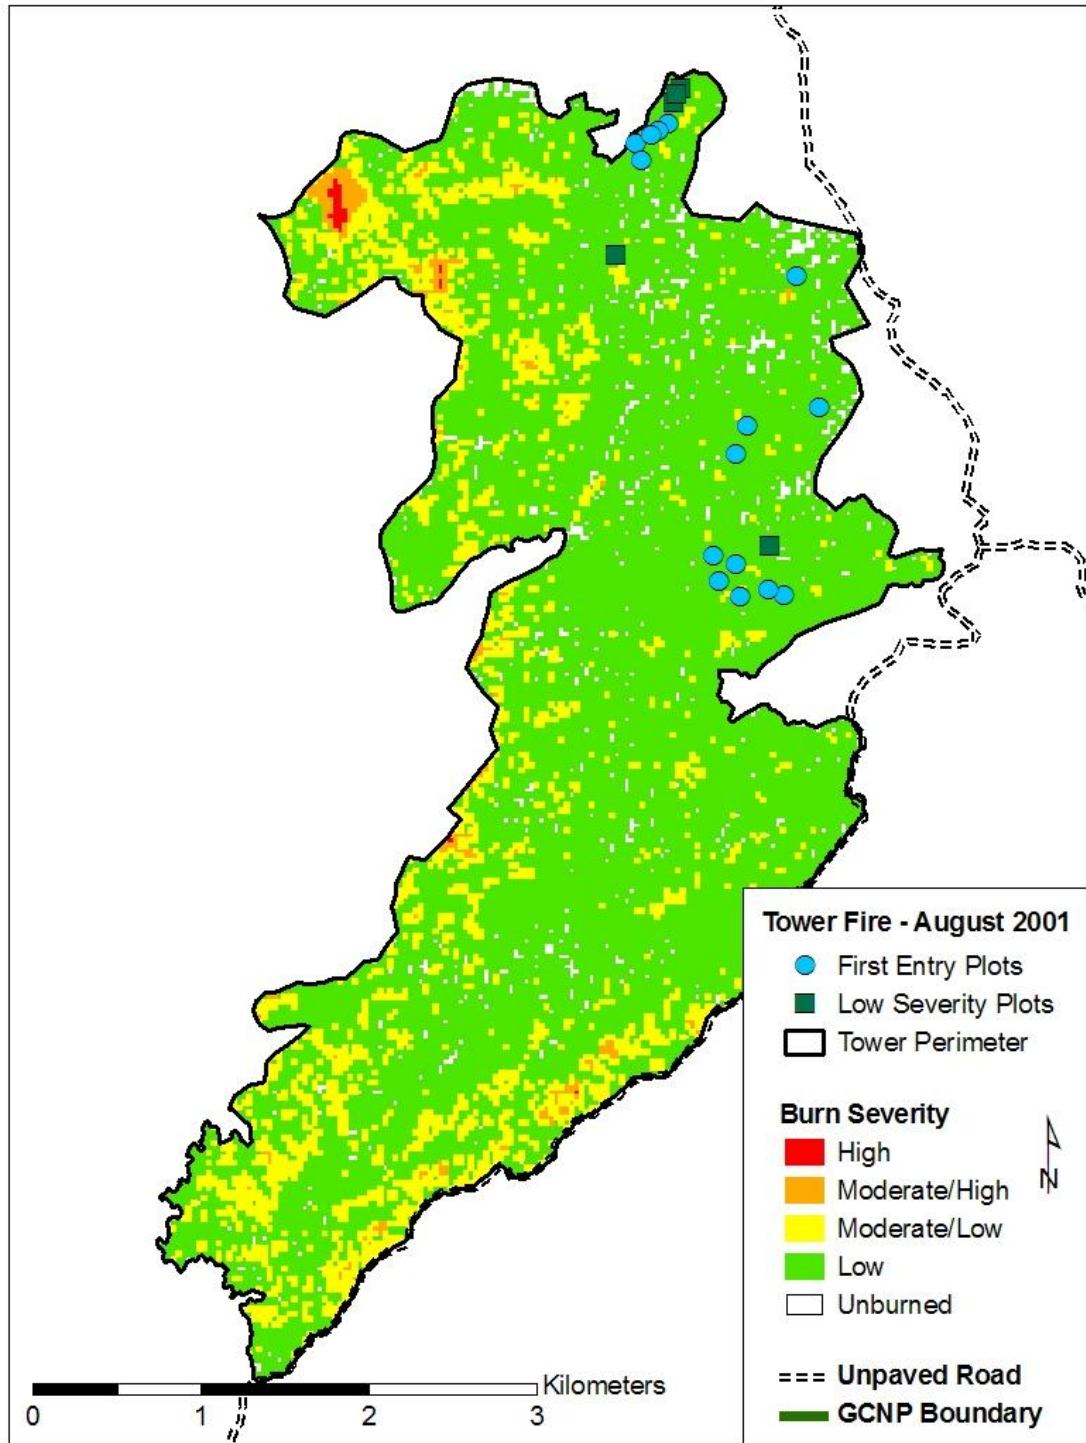 Tower Fire - August 2001
First Entry Plots
Low Severity Plots
Tower Perimeter
Burn Severity
High
Moderate/High
Moderate/Low
Low
Unburned
N
Unpaved Road
GCNP Boundary
Kilometers
0 1 2 3